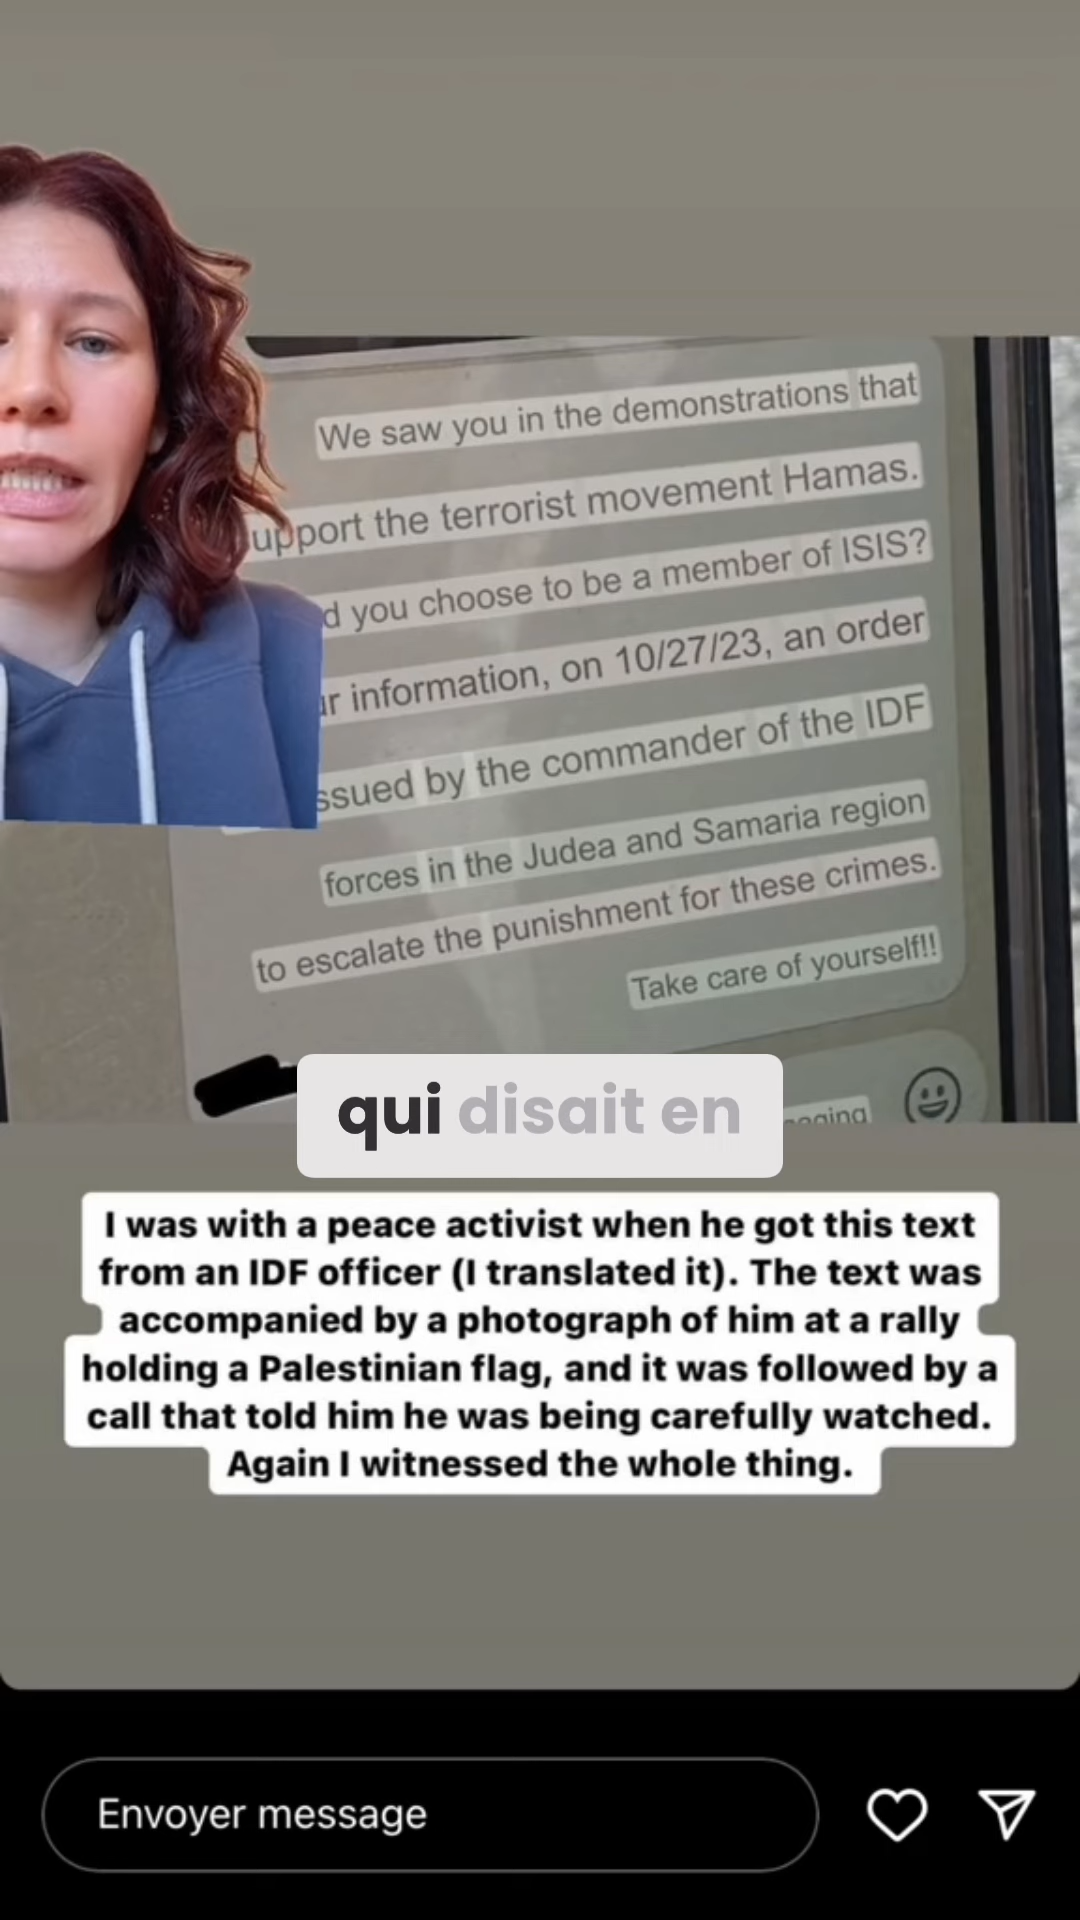 We saw you in the demonstrations that
upport the terrorist movement Hamas.
d you choose to be a member of ISIS?
r information, on 10/27/23, an order
ssued by the commander of the IDF
forces in the Judea and Samaria region
to escalate the punishment for these crimes.
Take care of yourself!!
qui disait en
I was with a peace activist when he got this text
from an IDF officer (I translated it). The text was
accompanied by a photograph of him at a rally
holding a Palestinian flag, and it was followed by a
call that told him he was being carefully watched.
Again I witnessed the whole thing.
Envoyer message